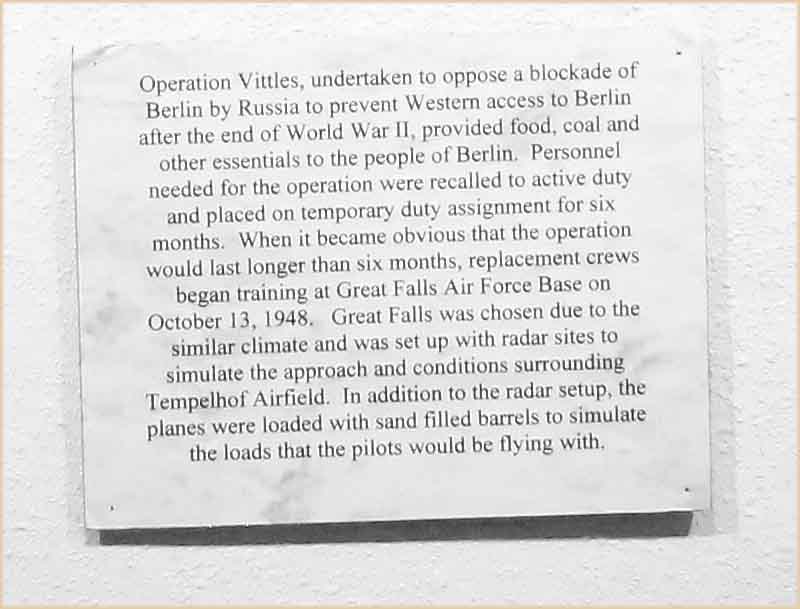 Operation Vittles, undertaken to oppose a blockade of
Berlin by Russia to prevent Western access to Berlin
after the end of World War II, provided food, coal and
other essentials to the people of Berlin.  Personnel
needed for the operation were recalled to active duty
and placed on temporary duty assignment for six
months.  When it became obvious that the operation
would last longer than six months, replacement crews
began training at Great Falls Air Force Base on
October 13, 1948.   Great Falls was chosen due to the
similar climate and was set up with radar sites to
simulate the approach and conditions surrounding
Tempelhof Airfield.  In addition to the radar setup, the
planes were loaded with sand filled barrels to simulate
the loads that the pilots would be flying with.